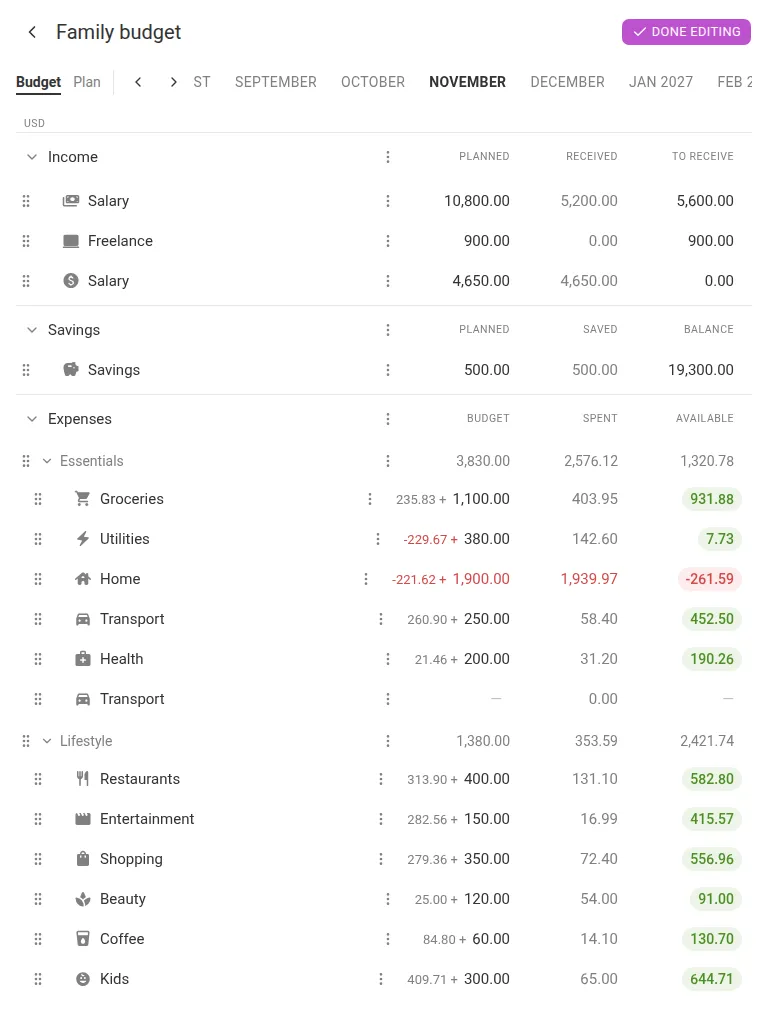 Family budget
DONE EDITING
Budget Plan ST SEPTEMBER OCTOBER NOVEMBER DECEMBER JAN 2027 FEB 2
USD
Income PLANNED RECEIVED TO RECEIVE
Salary 10,800.00 5,200.00 5,600.00
Freelance 900.00 0.00 900.00
Salary 4,650.00 4,650.00 0.00
Savings PLANNED SAVED BALANCE
Savings 500.00 500.00 19,300.00
Expenses BUDGET SPENT AVAILABLE
Essentials 3,830.00 2,576.12 1,320.78
Groceries 235.83 + 1,100.00 403.95 931.88
Utilities -229.67 + 380.00 142.60 7.73
Home -221.62 + 1,900.00 1,939.97 -261.59
Transport 260.90 + 250.00 58.40 452.50
Health 21.46 + 200.00 31.20 190.26
Transport — 0.00 —
Lifestyle 1,380.00 353.59 2,421.74
Restaurants 313.90 + 400.00 131.10 582.80
Entertainment 282.56 + 150.00 16.99 415.57
Shopping 279.36 + 350.00 72.40 556.96
Beauty 25.00 + 120.00 54.00 91.00
Coffee 84.80 + 60.00 14.10 130.70
Kids 409.71 + 300.00 65.00 644.71